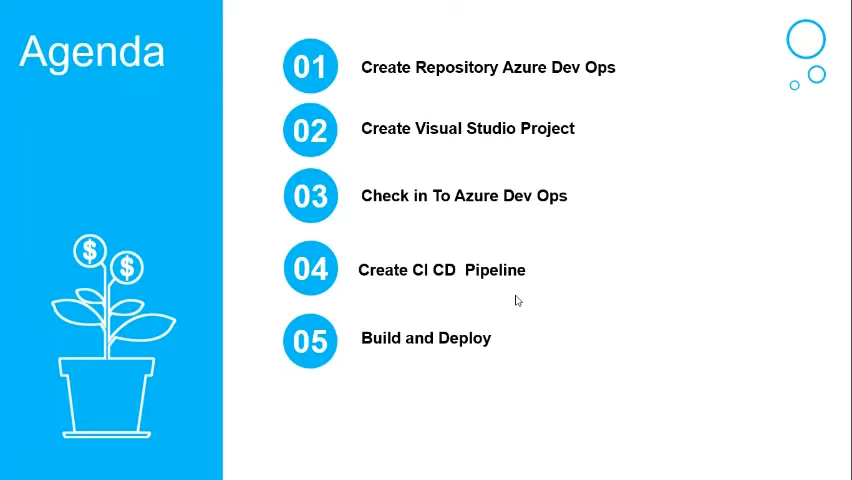 Agenda
01 Create Repository Azure Dev Ops
02 Create Visual Studio Project
03 Check in To Azure Dev Ops
04 Create CI CD  Pipeline
05 Build and Deploy
$ $